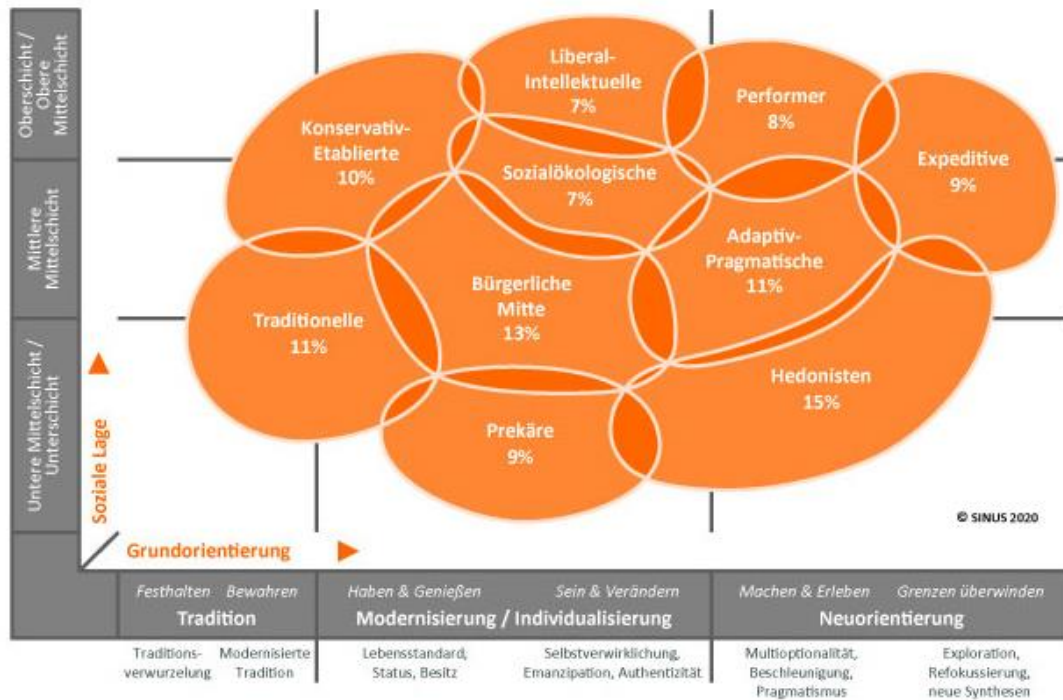 Oberschicht /
Obere
Mittelschicht
Mittlere
Mittelschicht
Untere Mittelschicht /
Unterschicht
Soziale Lage
Liberal-
Intellektuelle
7%
Performer
8%
Konservativ-
Etablierte
10%
Expeditive
9%
Sozialökologische
7%
Adaptiv-
Pragmatische
11%
Bürgerliche
Mitte
13%
Traditionelle
11%
Hedonisten
15%
Prekäre
9%
© SINUS 2020
Grundorientierung
Festhalten Bewahren
Tradition
Haben & Genießen Sein & Verändern
Modernisierung / Individualisierung
Machen & Erleben Grenzen überwinden
Neuorientierung
Traditions-
verwurzelung
Modernisierte
Tradition
Lebensstandard,
Status, Besitz
Selbstverwirklichung,
Emanzipation, Authentizität
Multioptionalität,
Beschleunigung,
Pragmatismus
Exploration,
Refokussierung,
neue Synthesen